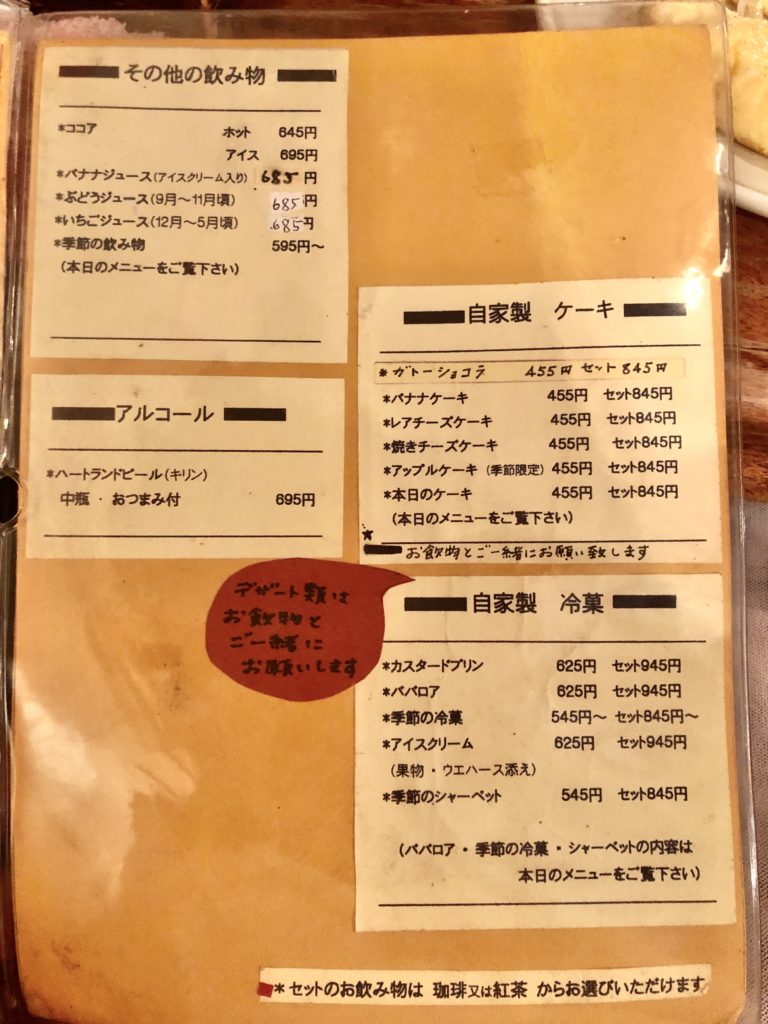 その他の飲み物
*ココア ホット 645円
アイス 695円
*バナナジュース(アイスクリーム入り) 685円
*ぶどうジュース(9月〜11月頃) 685円
*いちごジュース(12月〜5月頃) 685円
*季節の飲み物 595円〜
(本日のメニューをご覧下さい)
アルコール
*ハートランドビール(キリン)
中瓶・おつまみ付 695円
自家製 ケーキ
*ガトーショコラ 455円 セット845円
*バナナケーキ 455円 セット845円
*レアチーズケーキ 455円 セット845円
*焼きチーズケーキ 455円 セット845円
*アップルケーキ(季節限定) 455円 セット845円
*本日のケーキ 455円 セット845円
(本日のメニューをご覧下さい)
★お飲物とご一緒にお願い致します
デザート類は
お飲物と
ご一緒に
お願いします
自家製 冷菓
*カスタードプリン 625円 セット945円
*ババロア 625円 セット945円
*季節の冷菓 545円〜 セット845円〜
*アイスクリーム 625円 セット945円
(果物・ウエハース添え)
*季節のシャーベット 545円 セット845円
(ババロア・季節の冷菓・シャーベットの内容は
本日のメニューをご覧下さい)
*セットのお飲み物は 珈琲又は紅茶 からお選びいただけます